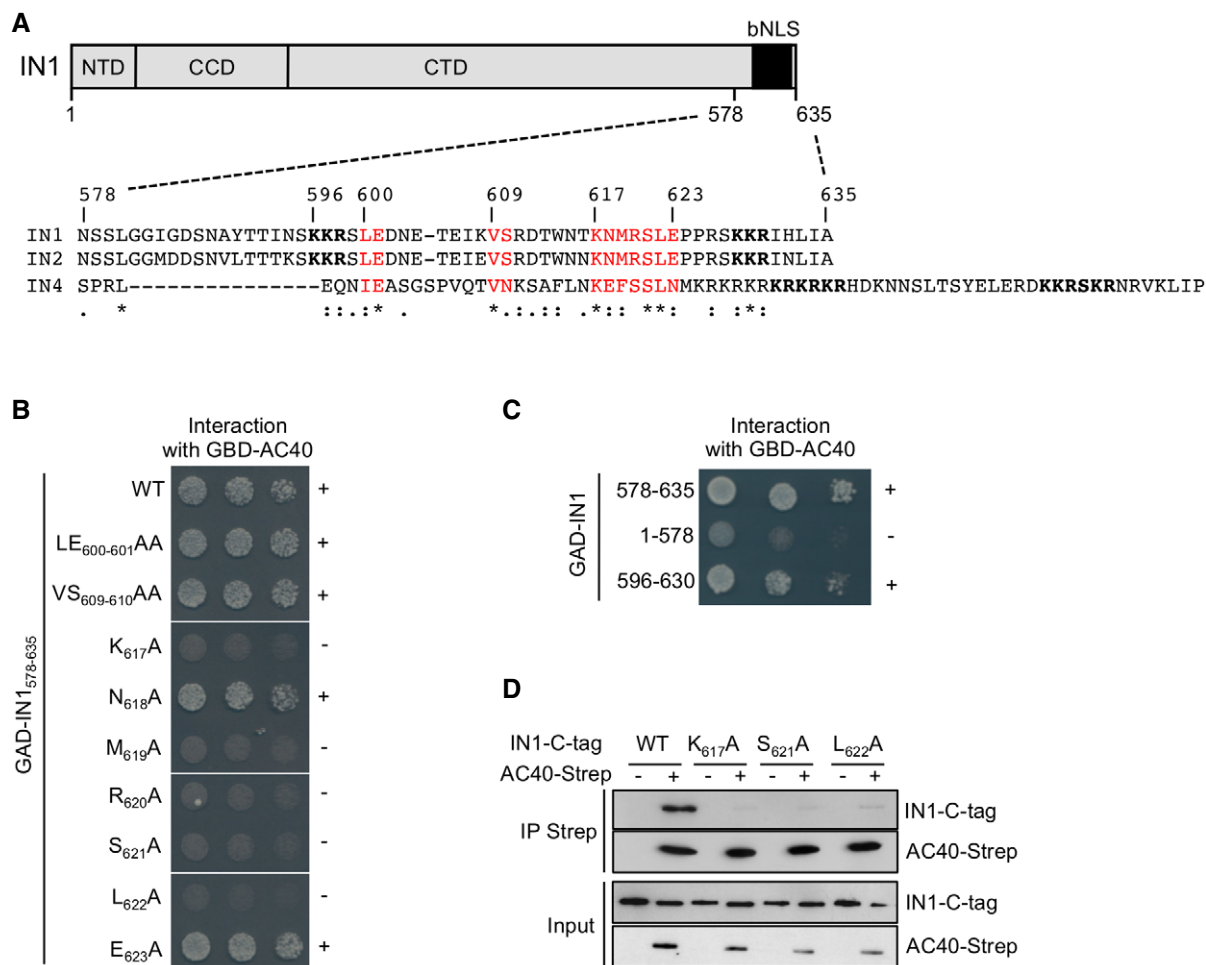 A
bNLS
IN1 NTD CCD CTD
1 578 635
578 596 600 609 617 623 635
IN1 NSSLGGIGDSNAYTTINSKKRSLEDNE-TEIKVSRDTWNTKNMRSLEPPRSKKRIHLIA
IN2 NSSLGGMDDSNVLTTTKSKKRSLEDNE-TEIEVSRDTWNNKNMRSLEPPRSKKRINLIA
IN4 SPRL---------------EQNIEASGSPVQTVNKSAFLNKEFSSLNMKRKRKRKRKRKRHDKNNSLTSYELERDKKRSKRNRVKLIP
. * ::.:* . *.:.:: .*::**: : :*:
B
Interaction
with GBD-AC40
GAD-IN1578-635
WT +
LE600-601AA +
VS609-610AA +
K617A -
N618A +
M619A -
R620A -
S621A -
L622A -
E623A +
C
Interaction
with GBD-AC40
GAD-IN1
578-635 +
1-578 -
596-630 +
D
IN1-C-tag WT K617A S621A L622A
AC40-Strep - + - + - + - +
IP Strep
IN1-C-tag
AC40-Strep
Input
IN1-C-tag
AC40-Strep